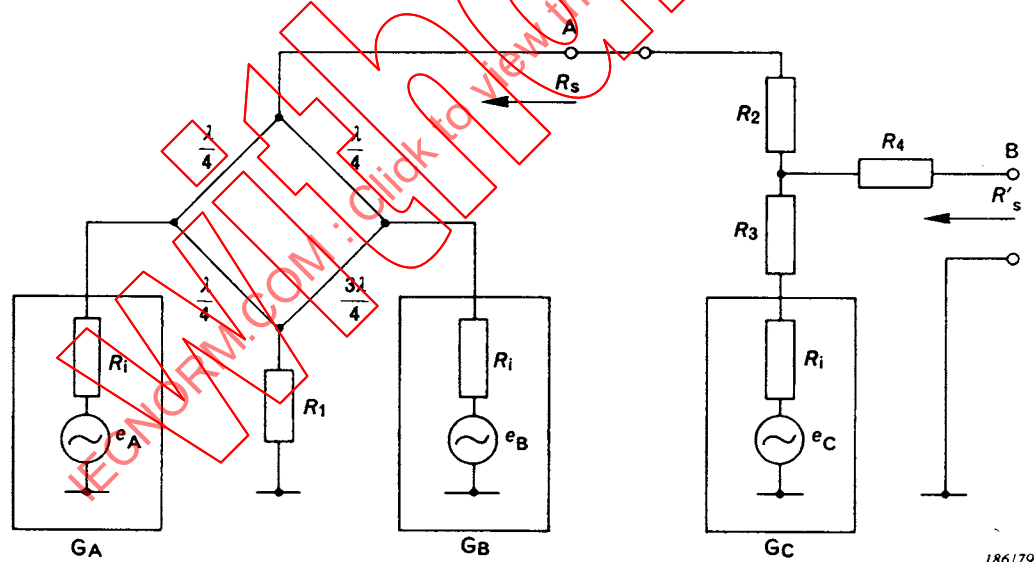 A
Rs
λ/4
λ/4
R2
R4
B
R's
R3
λ/4
3λ/4
Ri
eA
R1
Ri
eB
Ri
eC
GA
GB
GC
186/79
IECNORM.COM : Click to view th